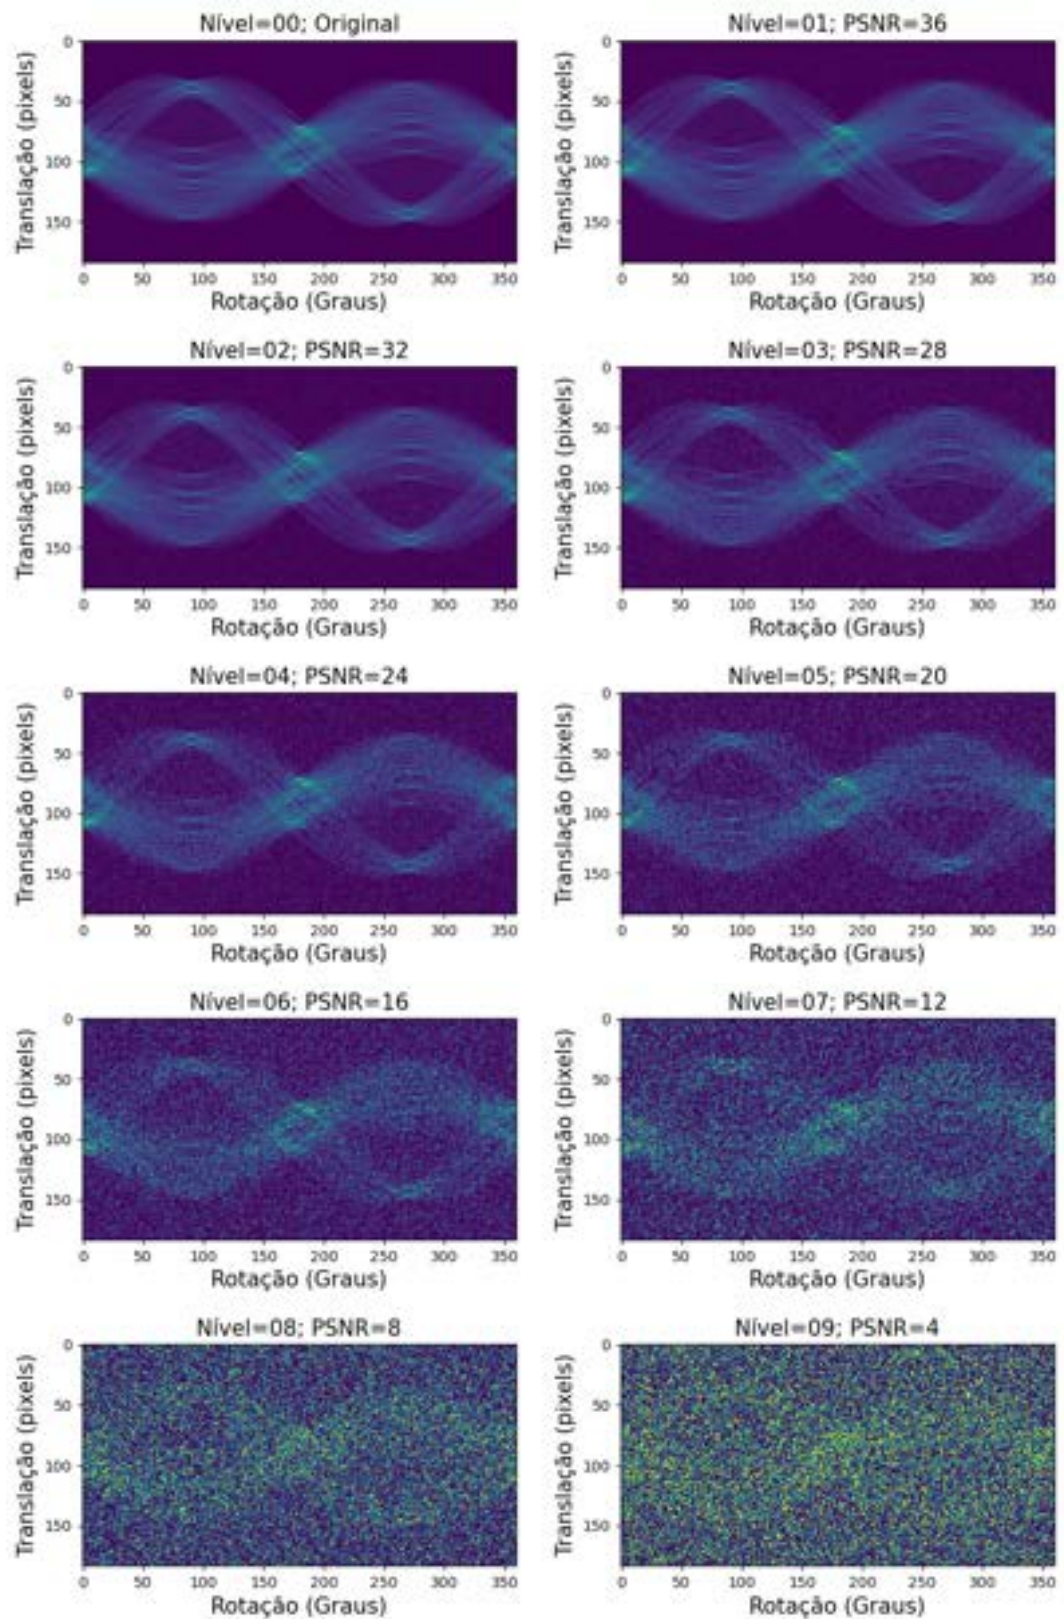 Nível=00; Original
Nível=01; PSNR=36
0
50
100
150
Translação (pixels)
0 50 100 150 200 250 300 350
Rotação (Graus)
0
50
100
150
Translação (pixels)
0 50 100 150 200 250 300 350
Rotação (Graus)
Nível=02; PSNR=32
Nível=03; PSNR=28
0
50
100
150
Translação (pixels)
0 50 100 150 200 250 300 350
Rotação (Graus)
0
50
100
150
Translação (pixels)
0 50 100 150 200 250 300 350
Rotação (Graus)
Nível=04; PSNR=24
Nível=05; PSNR=20
0
50
100
150
Translação (pixels)
0 50 100 150 200 250 300 350
Rotação (Graus)
0
50
100
150
Translação (pixels)
0 50 100 150 200 250 300 350
Rotação (Graus)
Nível=06; PSNR=16
Nível=07; PSNR=12
0
50
100
150
Translação (pixels)
0 50 100 150 200 250 300 350
Rotação (Graus)
0
50
100
150
Translação (pixels)
0 50 100 150 200 250 300 350
Rotação (Graus)
Nível=08; PSNR=8
Nível=09; PSNR=4
0
50
100
150
Translação (pixels)
0 50 100 150 200 250 300 350
Rotação (Graus)
0
50
100
150
Translação (pixels)
0 50 100 150 200 250 300 350
Rotação (Graus)